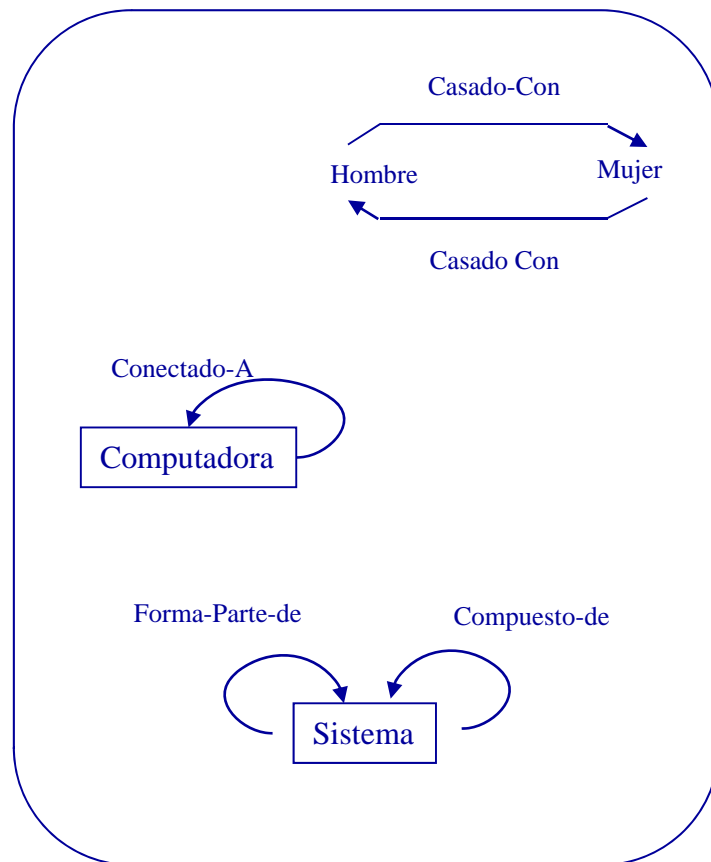 Casado-Con
Hombre
Mujer
Casado Con
Conectado-A
Computadora
Forma-Parte-de
Compuesto-de
Sistema